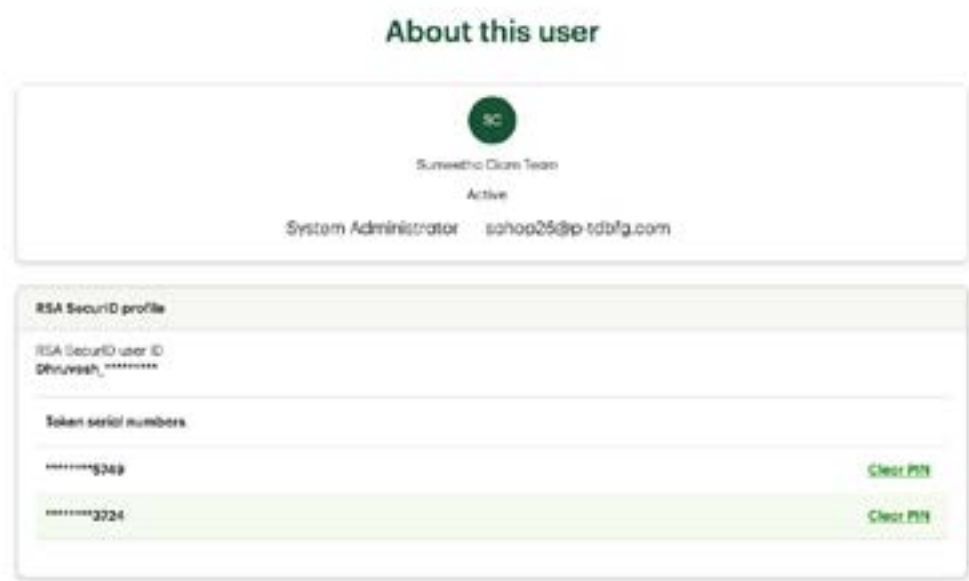 About this user
SC
Team
Active
System Administrator
RSA SecurID profile
RSA SecurID user ID
Dhruvesh_*********
Token serial numbers
*********5749 Clear PIN
*********3724 Clear PIN